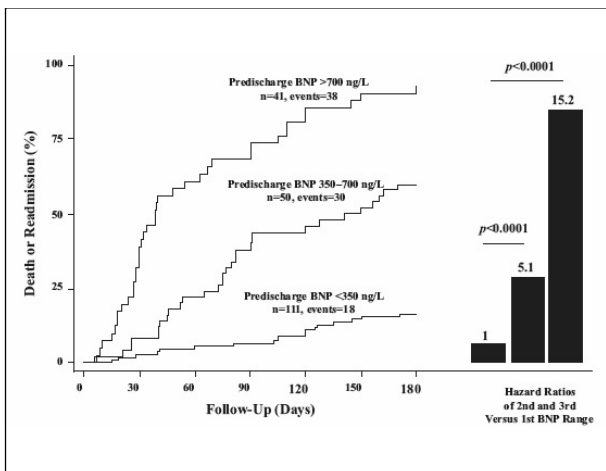 100
75
50
25
0
Death or Readmission (%)
Predischarge BNP >700 ng/L
n=41, events=38
Predischarge BNP 350–700 ng/L
n=50, events=30
Predischarge BNP <350 ng/L
n=111, events=18
0 30 60 90 120 150 180
Follow-Up (Days)
p<0.0001
15.2
p<0.0001
5.1
1
Hazard Ratios
of 2nd and 3rd
Versus 1st BNP Range